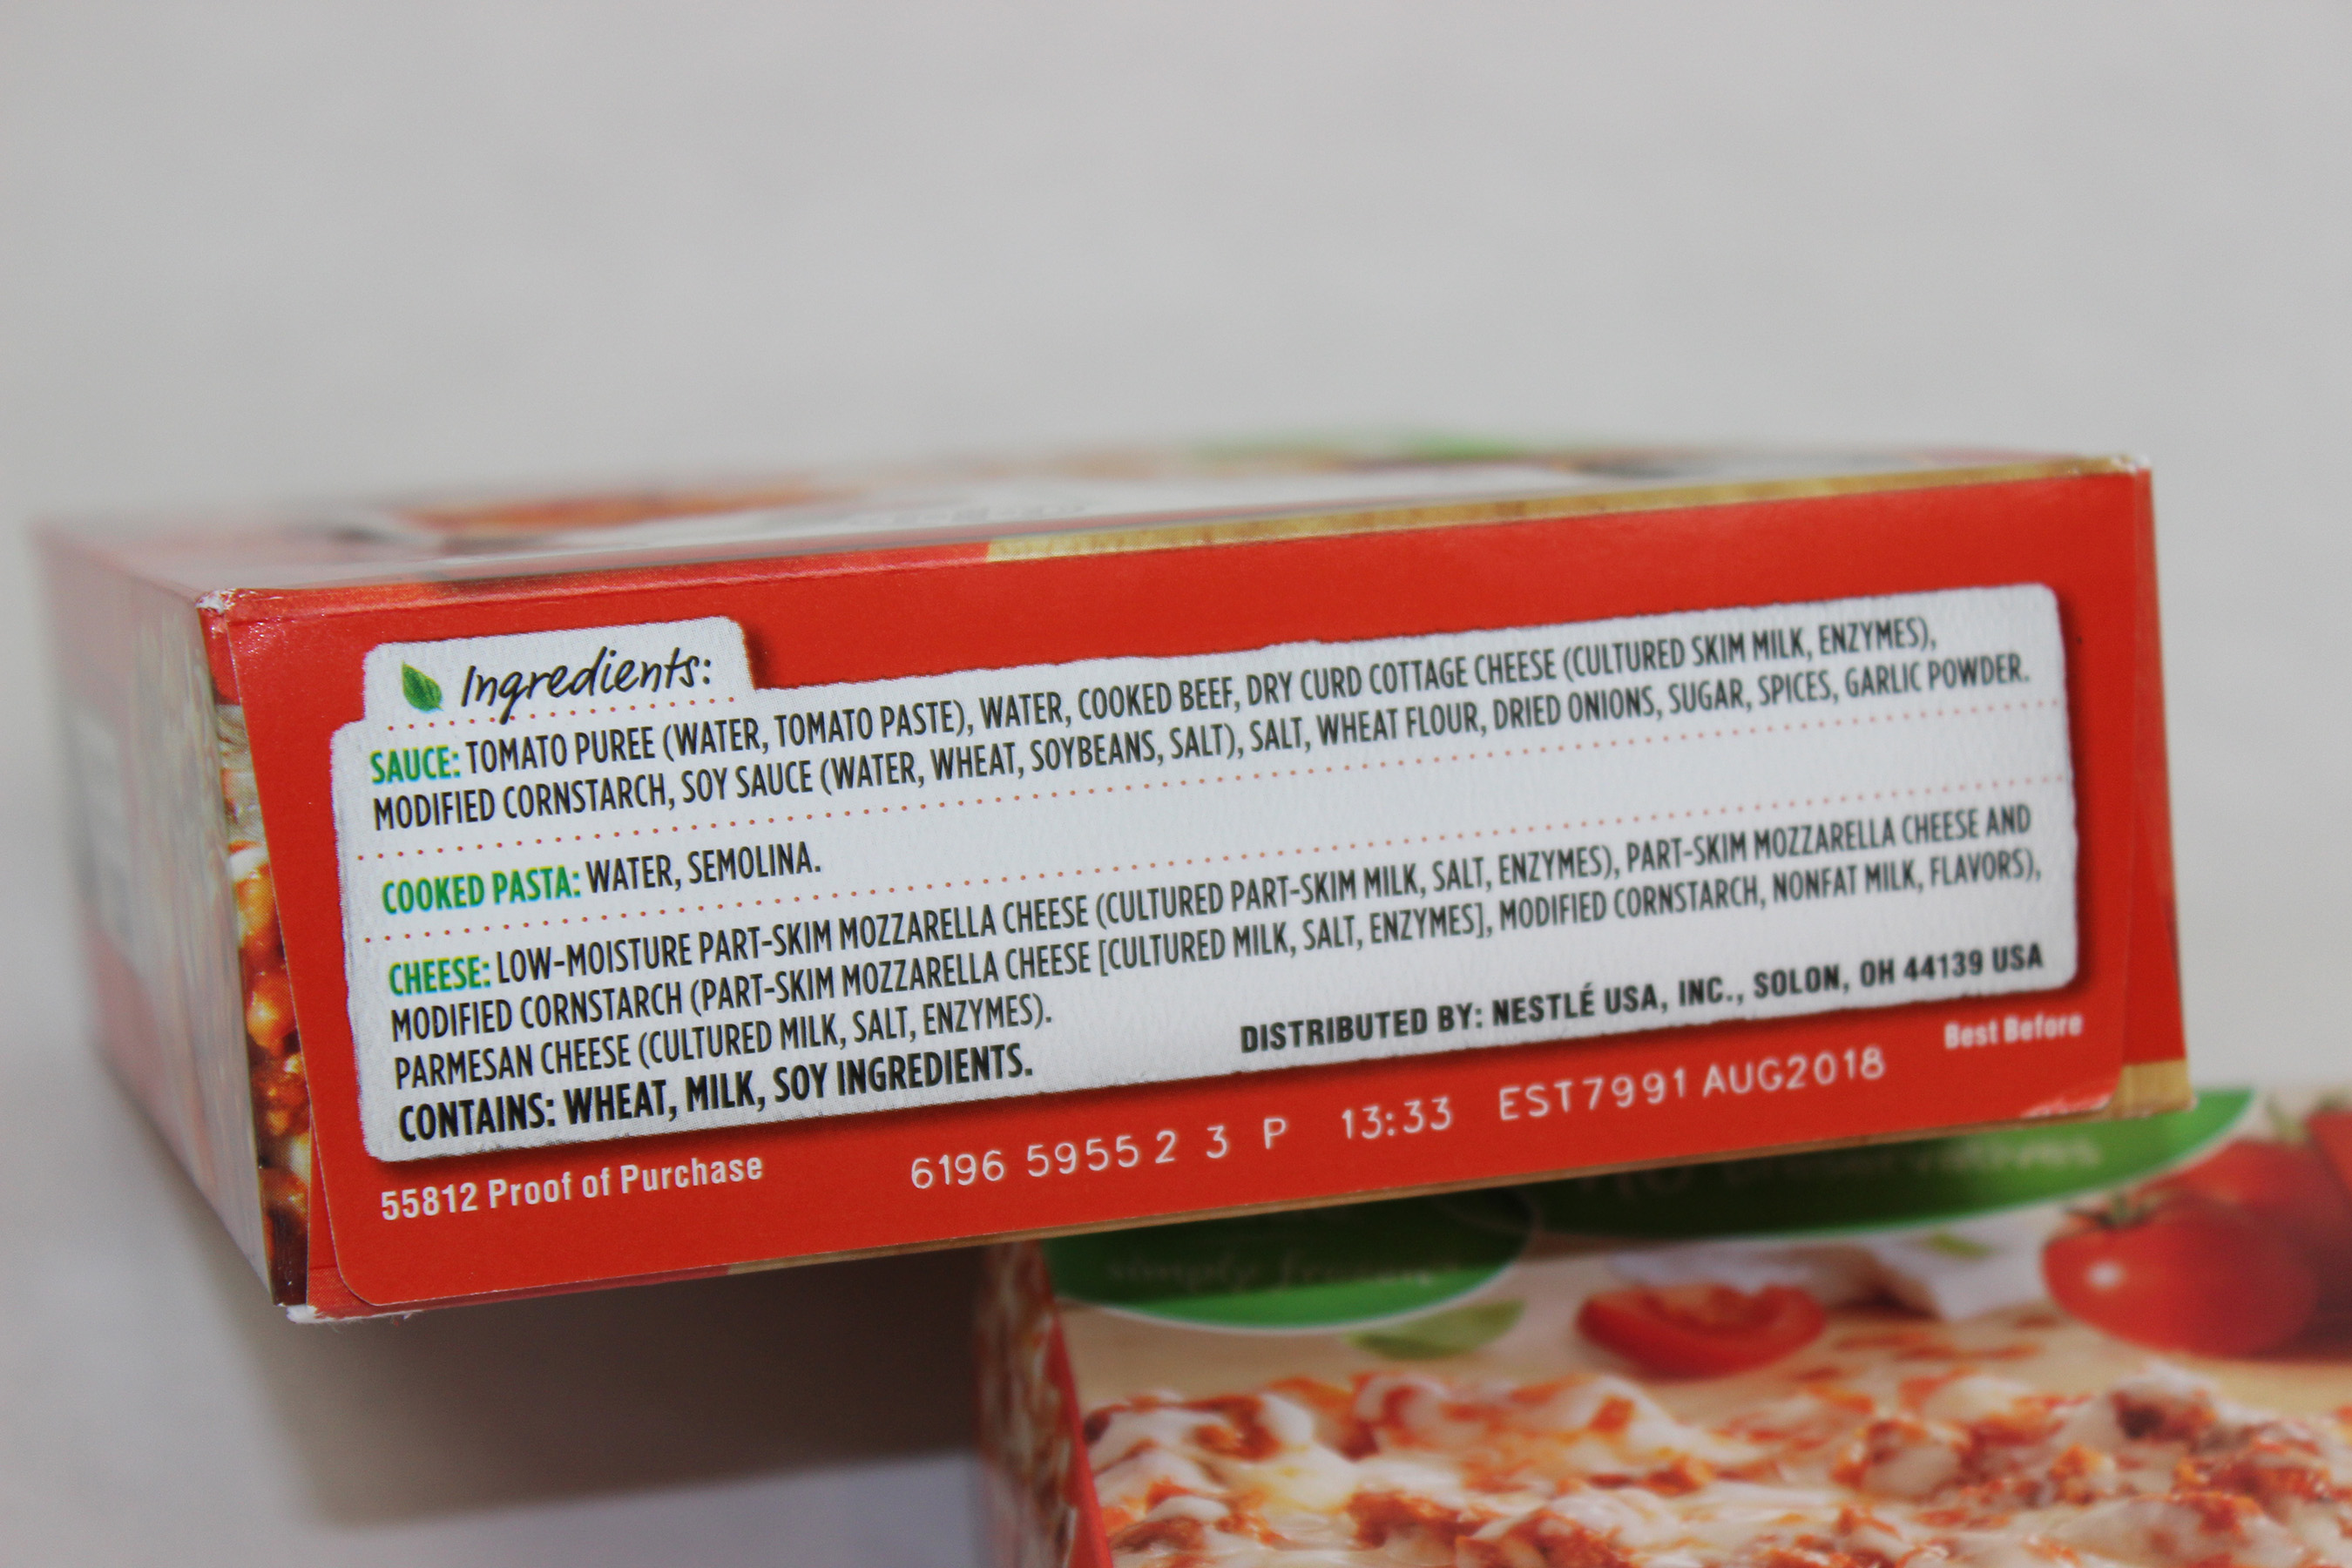 Ingredients:
SAUCE: TOMATO PUREE (WATER, TOMATO PASTE), WATER, COOKED BEEF, DRY CURD COTTAGE CHEESE (CULTURED SKIM MILK, ENZYMES),
MODIFIED CORNSTARCH, SOY SAUCE (WATER, WHEAT, SOYBEANS, SALT), SALT, WHEAT FLOUR, DRIED ONIONS, SUGAR, SPICES, GARLIC POWDER.
COOKED PASTA: WATER, SEMOLINA.
CHEESE: LOW-MOISTURE PART-SKIM MOZZARELLA CHEESE (CULTURED PART-SKIM MILK, SALT, ENZYMES), PART-SKIM MOZZARELLA CHEESE AND
MODIFIED CORNSTARCH (PART-SKIM MOZZARELLA CHEESE [CULTURED MILK, SALT, ENZYMES], MODIFIED CORNSTARCH, NONFAT MILK, FLAVORS),
PARMESAN CHEESE (CULTURED MILK, SALT, ENZYMES).
CONTAINS: WHEAT, MILK, SOY INGREDIENTS.
DISTRIBUTED BY: NESTLÉ USA, INC., SOLON, OH 44139 USA
Best Before
55812 Proof of Purchase
6196 5955 2 3 P 13:33 EST7991 AUG2018
simply